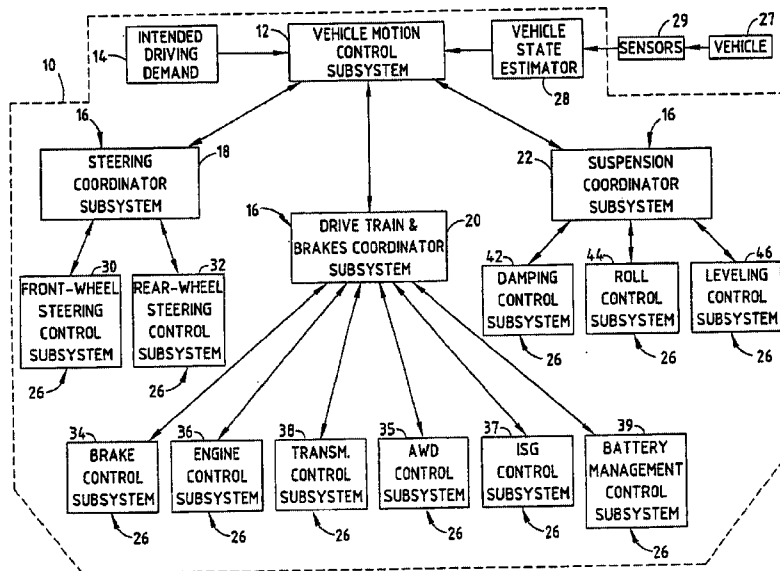 10
14
INTENDED
DRIVING
DEMAND
12
VEHICLE MOTION
CONTROL
SUBSYSTEM
VEHICLE
STATE
ESTIMATOR
28
29
SENSORS
27
VEHICLE
16
STEERING
COORDINATOR
SUBSYSTEM
18
16
DRIVE TRAIN &
BRAKES COORDINATOR
SUBSYSTEM
20
16
22
SUSPENSION
COORDINATOR
SUBSYSTEM
30
FRONT-WHEEL
STEERING
CONTROL
SUBSYSTEM
26
32
REAR-WHEEL
STEERING
CONTROL
SUBSYSTEM
26
42
DAMPING
CONTROL
SUBSYSTEM
26
44
ROLL
CONTROL
SUBSYSTEM
26
46
LEVELING
CONTROL
SUBSYSTEM
26
34
BRAKE
CONTROL
SUBSYSTEM
26
36
ENGINE
CONTROL
SUBSYSTEM
26
38
TRANSM.
CONTROL
SUBSYSTEM
26
35
AWD
CONTROL
SUBSYSTEM
26
37
ISG
CONTROL
SUBSYSTEM
26
39
BATTERY
MANAGEMENT
CONTROL
SUBSYSTEM
26